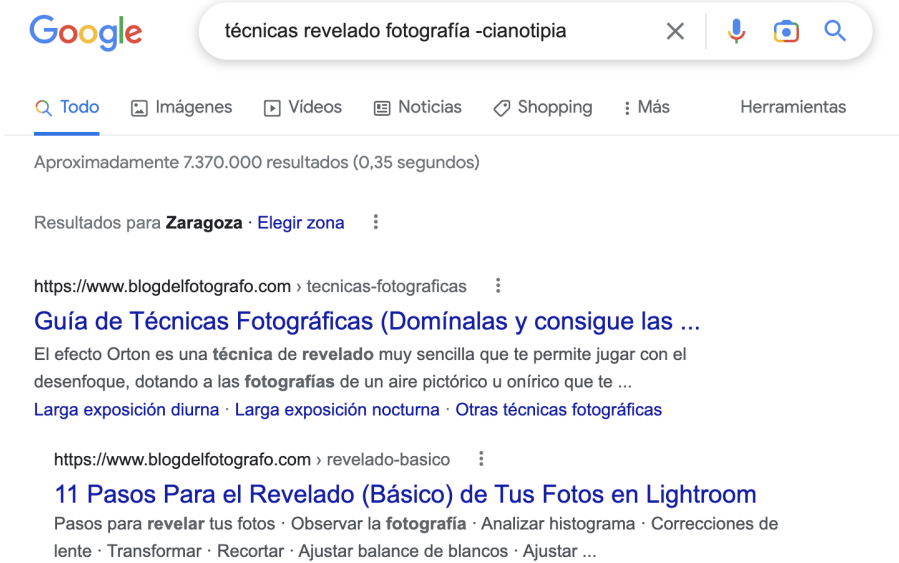 Google
técnicas revelado fotografía -cianotipia
Todo Imágenes Vídeos Noticias Shopping Más Herramientas
Aproximadamente 7.370.000 resultados (0,35 segundos)
Resultados para Zaragoza · Elegir zona
https://www.blogdelfotografo.com › tecnicas-fotograficas
Guía de Técnicas Fotográficas (Domínalas y consigue las ...
El efecto Orton es una técnica de revelado muy sencilla que te permite jugar con el
desenfoque, dotando a las fotografías de un aire pictórico u onírico que te ...
Larga exposición diurna · Larga exposición nocturna · Otras técnicas fotográficas
https://www.blogdelfotografo.com › revelado-basico
11 Pasos Para el Revelado (Básico) de Tus Fotos en Lightroom
Pasos para revelar tus fotos · Observar la fotografía · Analizar histograma · Correcciones de
lente · Transformar · Recortar · Ajustar balance de blancos · Ajustar ...